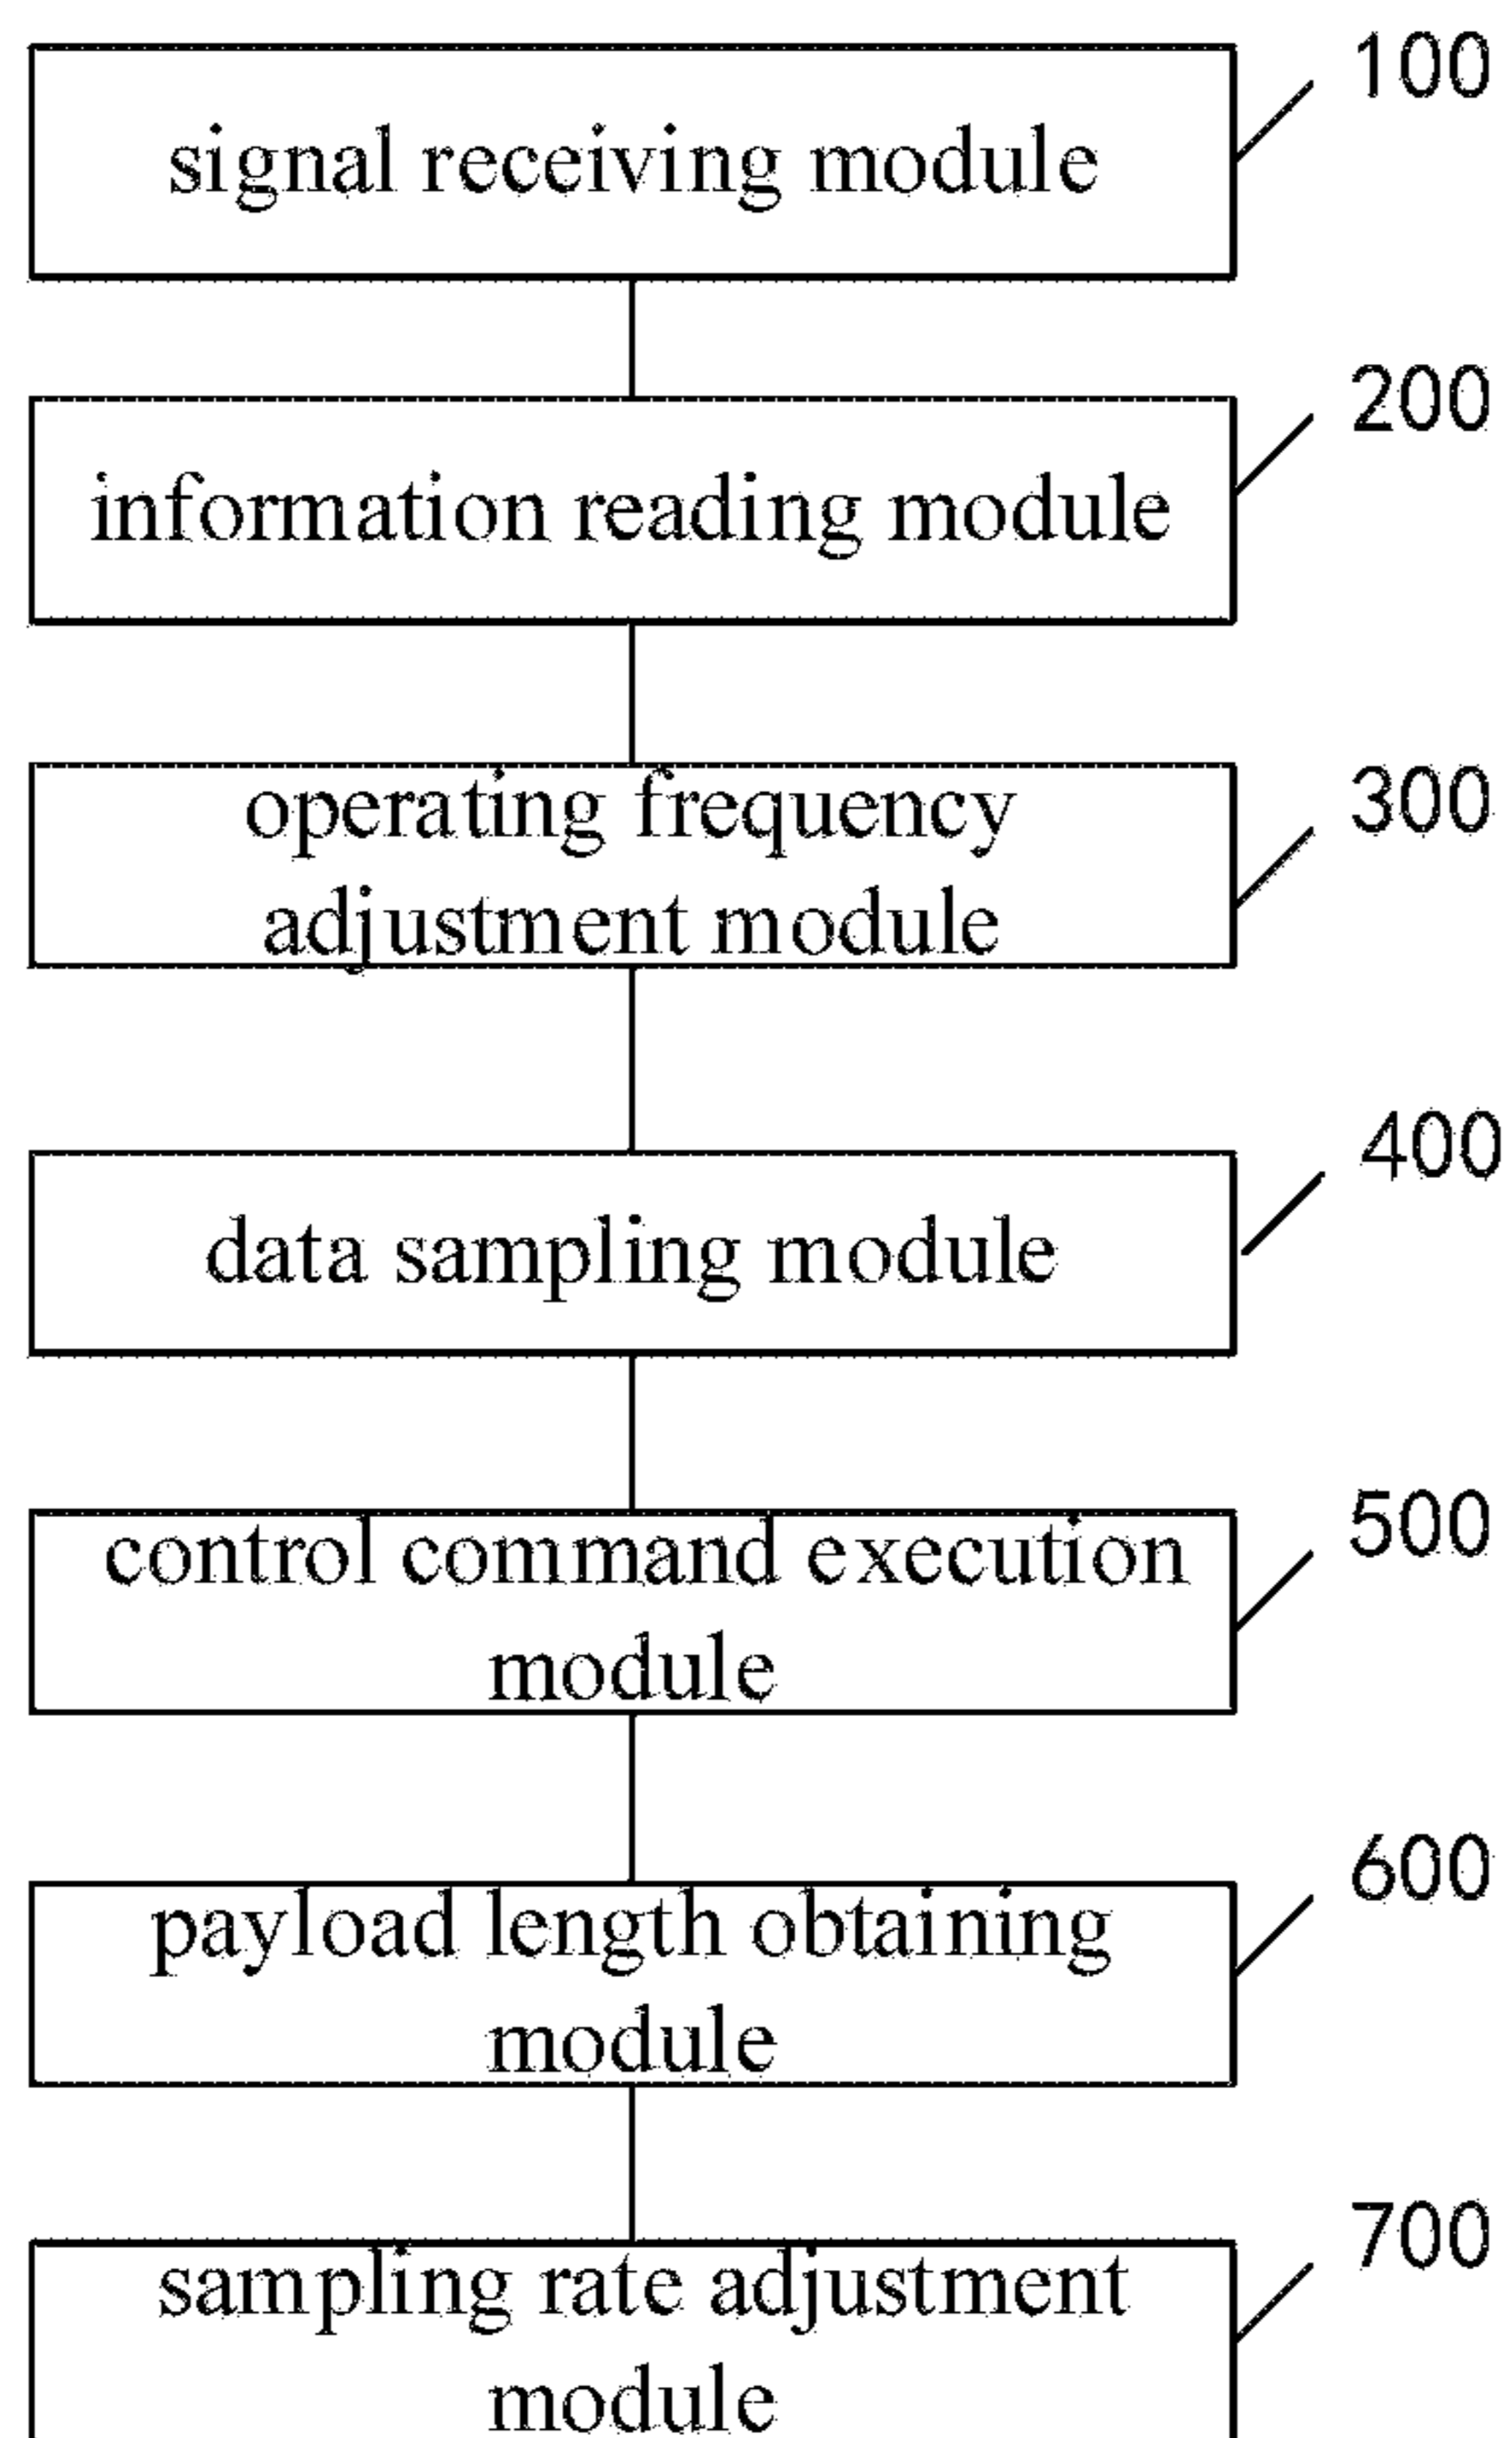 100
signal receiving module
200
information reading module
300
operating frequency
adjustment module
400
data sampling module
500
control command execution
module
600
payload length obtaining
module
700
sampling rate adjustment
module